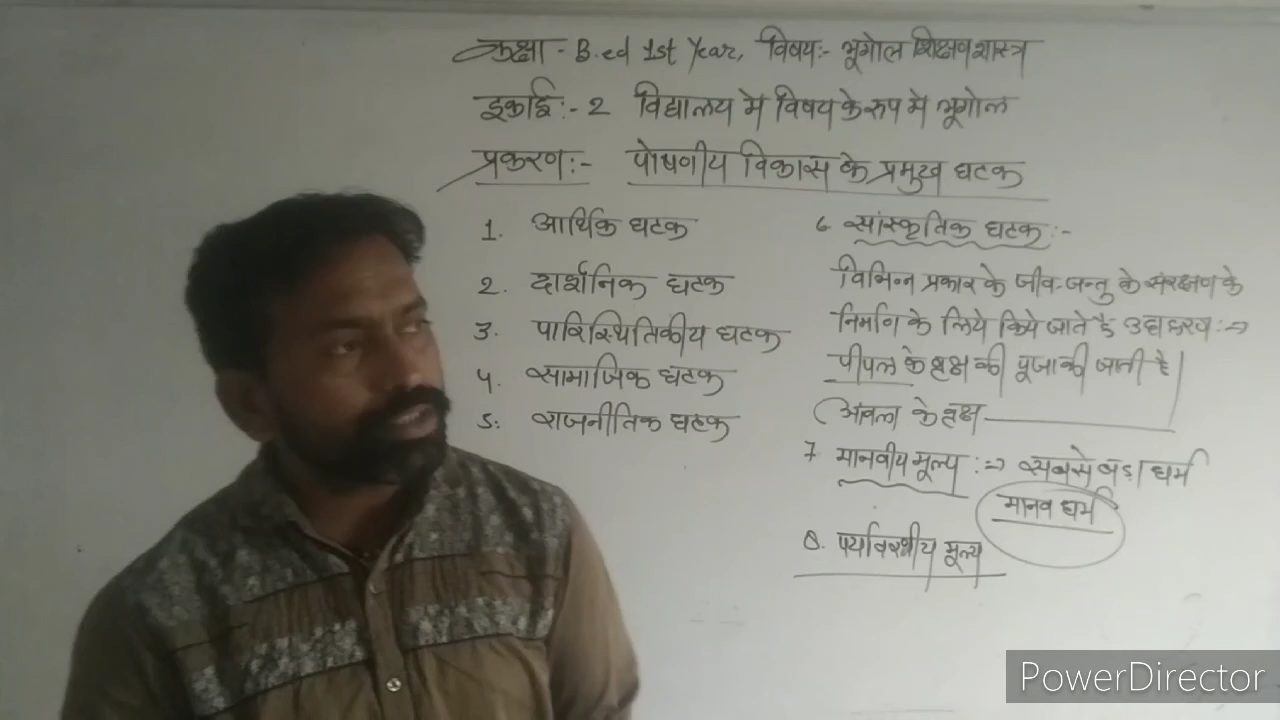 कक्षा - B.ed 1st Year, विषय:- भूगोल शिक्षणशास्त्र
इकाई:- 2 विद्यालय मे विषय के रुप मे भूगोल
प्रकरण:- पोषणीय विकास के प्रमुख घटक
1. आर्थिक घटक
2. दार्शनिक घटक
3. पारिस्थितिकीय घटक
4. सामाजिक घटक
5. राजनीतिक घटक
6 सांस्कृतिक घटक:-
विभिन्न प्रकार के जीव-जन्तु के संरक्षण के
निर्माण के लिये किये जाते है उदाहरण:→
पीपल के वृक्ष की पूजा की जाती है।
आंवला के वृक्ष
7 मानवीय मूल्य :→ सबसे बड़ा धर्म
मानव धर्म
8. पर्यावरणीय मूल्य
PowerDirector